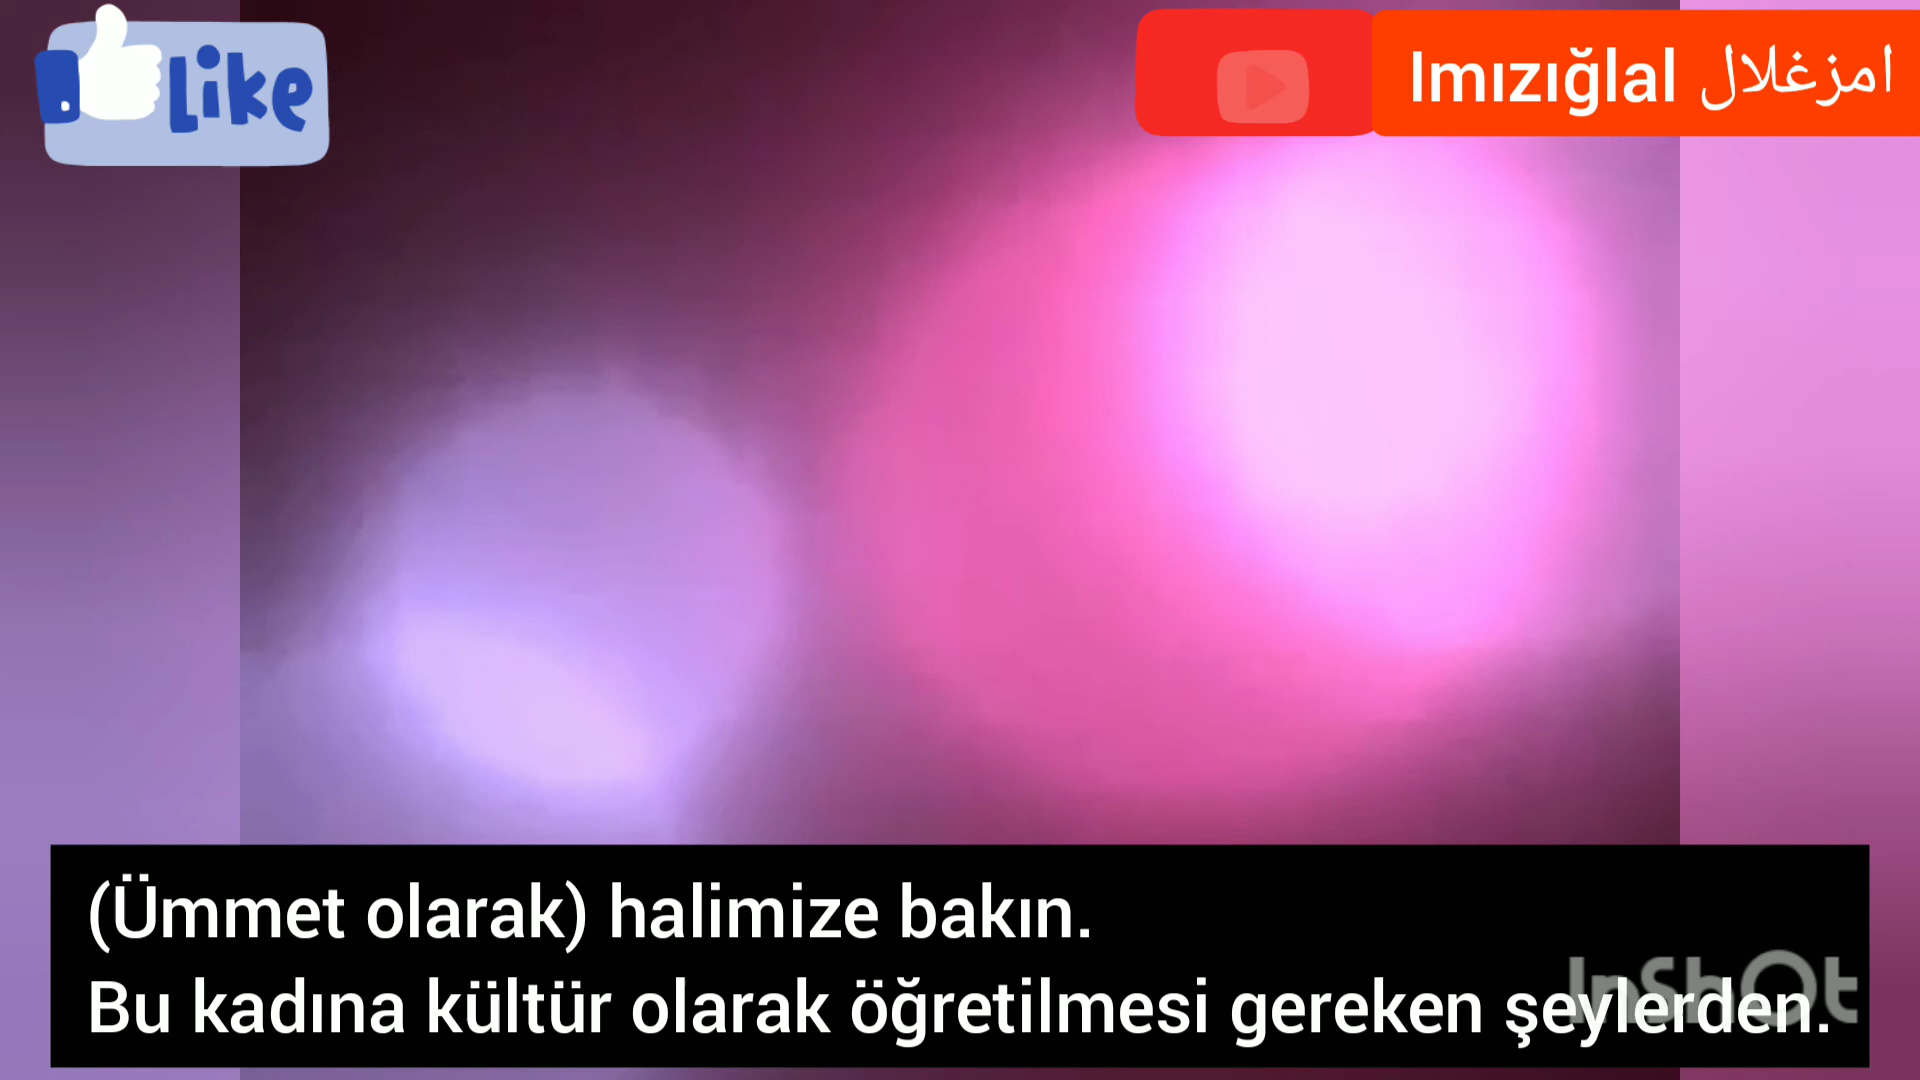 Like
Imızığlal امزغلال
(Ümmet olarak) halimize bakın.
Bu kadına kültür olarak öğretilmesi gereken şeylerden.
InShOt